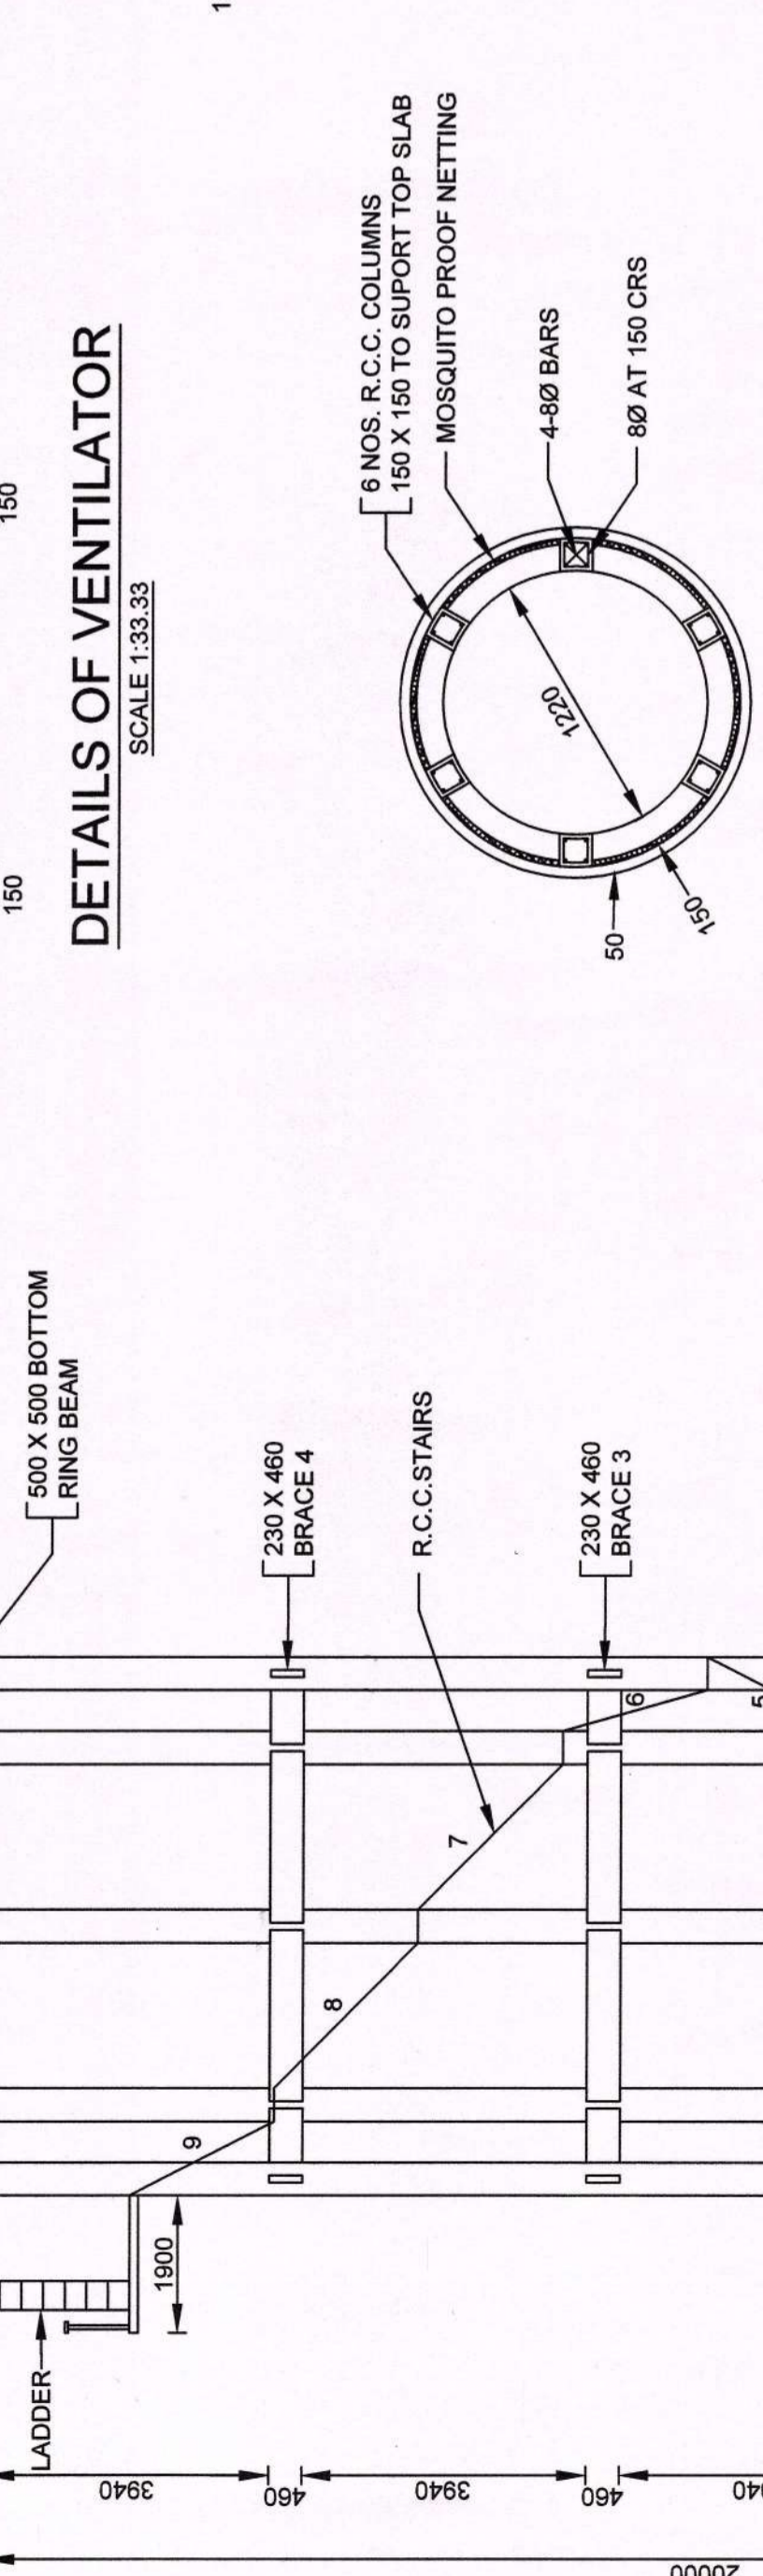 150
150
DETAILS OF VENTILATOR
SCALE 1:33.33
6 NOS. R.C.C. COLUMNS
150 X 150 TO SUPORT TOP SLAB
MOSQUITO PROOF NETTING
4-8Ø BARS
8Ø AT 150 CRS
1220
50
150
500 X 500 BOTTOM
RING BEAM
230 X 460
BRACE 4
R.C.C.STAIRS
230 X 460
BRACE 3
5
6
7
8
9
1900
LADDER
3940
460
3940
460
20000